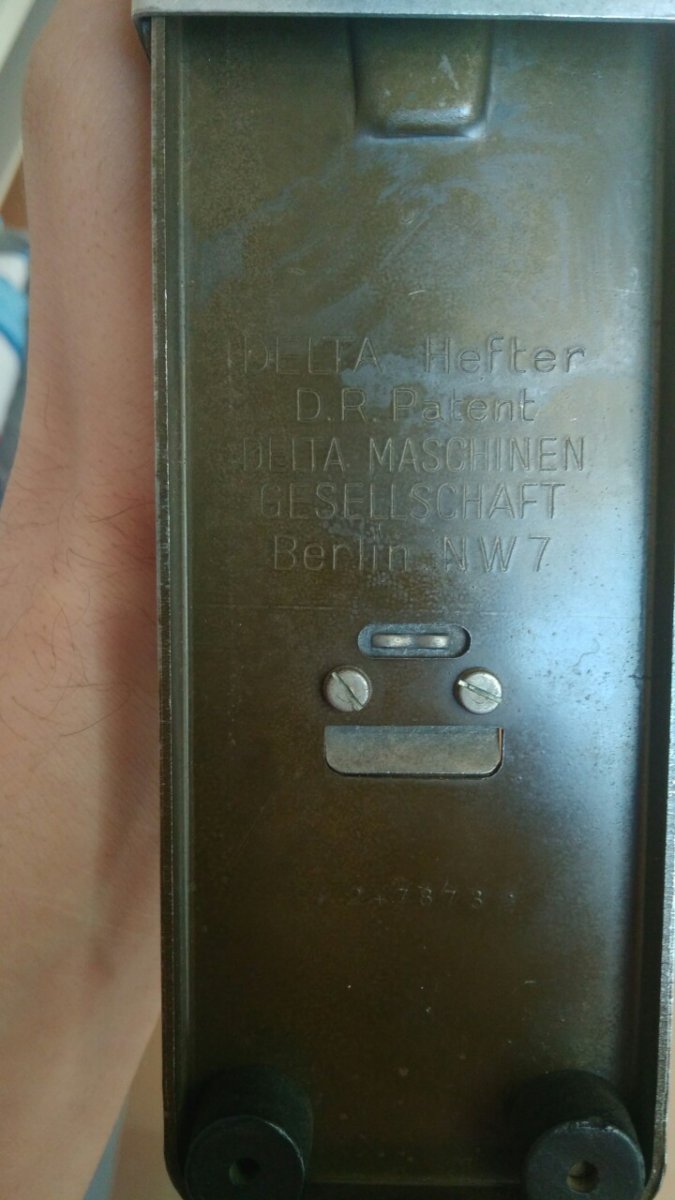 DELTA Hefter
D.R. Patent
DELTA MASCHINEN
GESELLSCHAFT
Berlin NW7